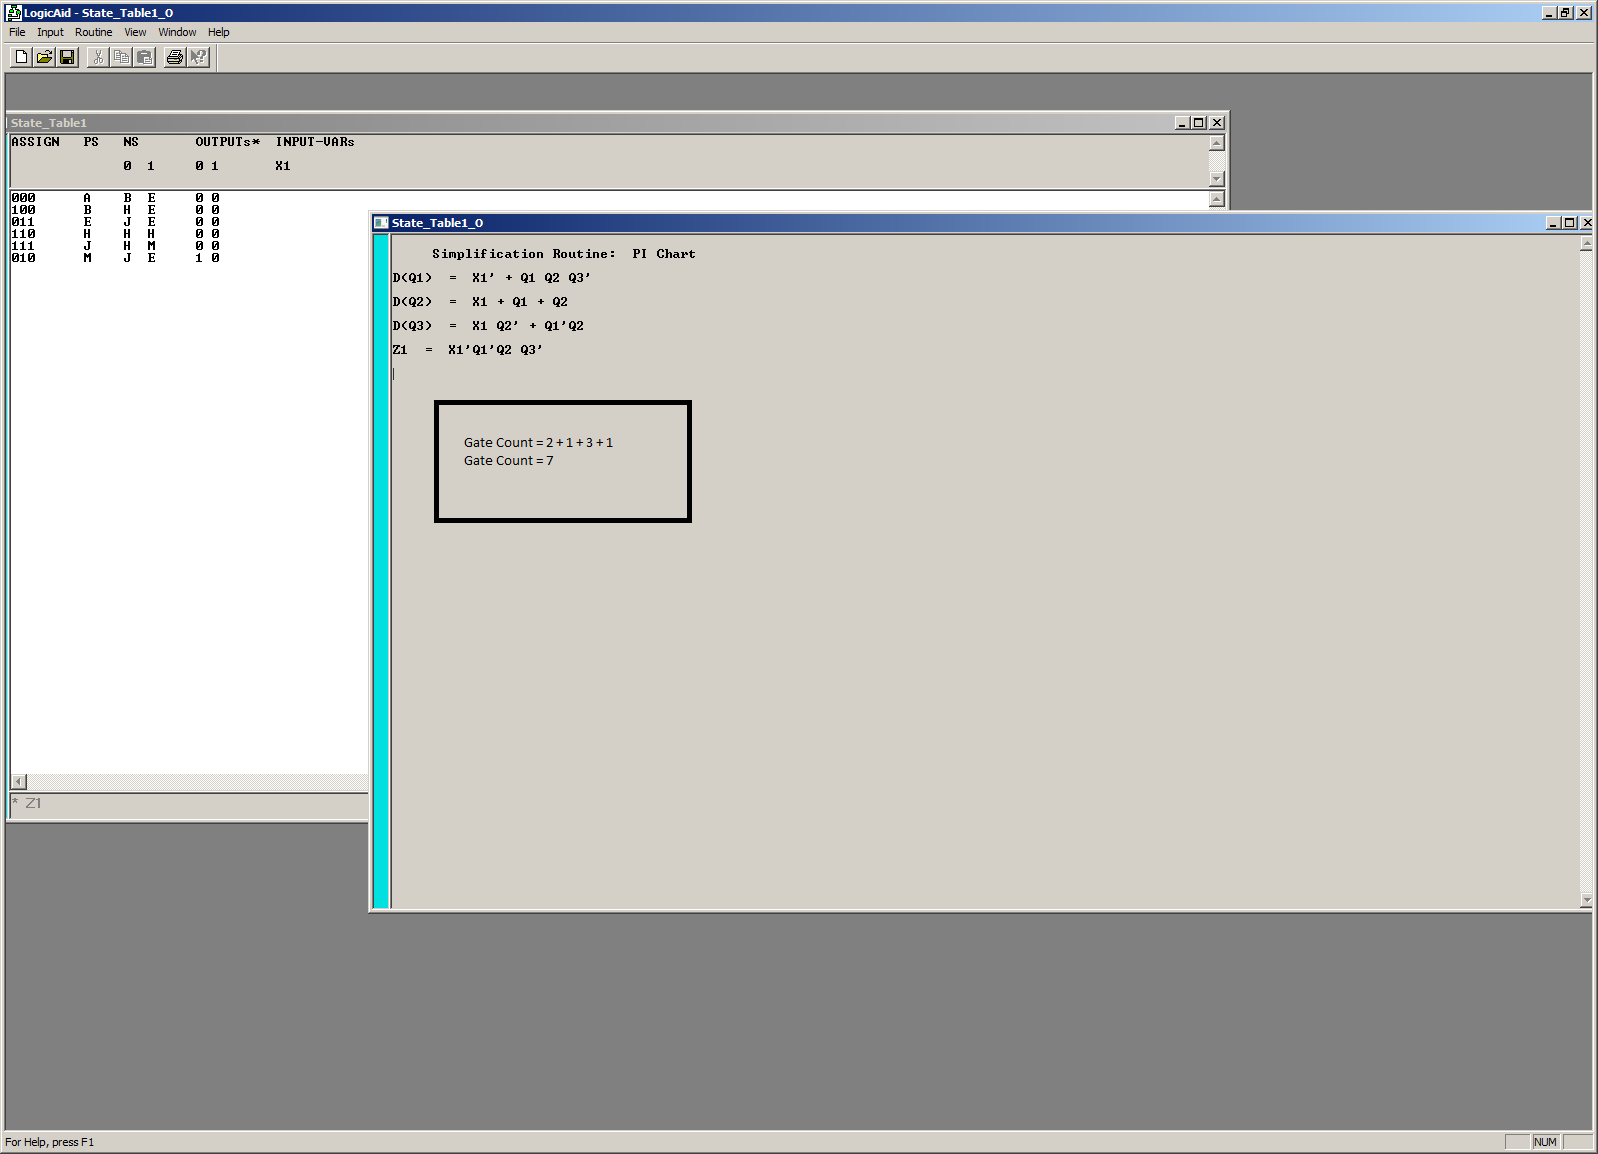 LogicAid - State_Table1_O
File Input Routine View Window Help
State_Table1
ASSIGN PS NS OUTPUTs* INPUT-VARs
0 1 0 1 X1
000 A B E 0 0
100 B H E 0 0
011 E J E 0 0
110 H H H 0 0
111 J H M 0 0
010 M J E 1 0
* Z1
State_Table1_O
Simplification Routine: PI Chart
D(Q1) = X1' + Q1 Q2 Q3'
D(Q2) = X1 + Q1 + Q2
D(Q3) = X1 Q2' + Q1'Q2
Z1 = X1'Q1'Q2 Q3'
Gate Count = 2 + 1 + 3 + 1
Gate Count = 7
For Help, press F1
NUM